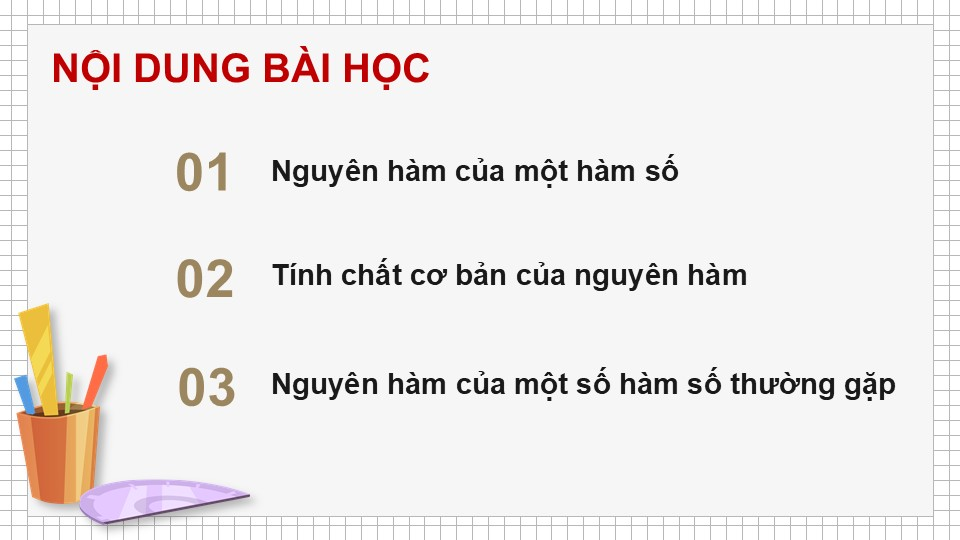 NỘI DUNG BÀI HỌC
01 Nguyên hàm của một hàm số
02 Tính chất cơ bản của nguyên hàm
03 Nguyên hàm của một số hàm số thường gặp